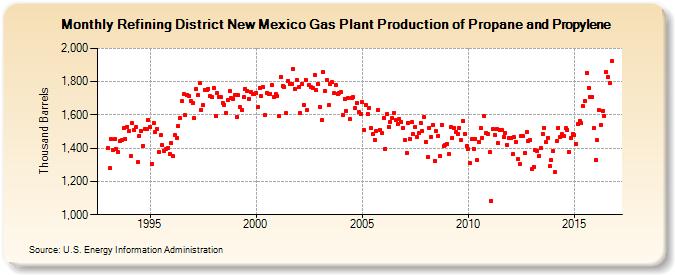 Monthly Refining District New Mexico Gas Plant Production of Propane and Propylene
Thousand Barrels
2,000
1,800
1,600
1,400
1,200
1,000
1995 2000 2005 2010 2015
Source: U.S. Energy Information Administration